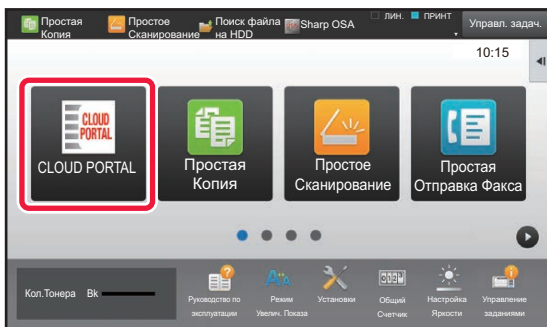 Простая
Копия
Простое
Сканирование
Поиск файла
на HDD
Sharp OSA
ЛИН.
ПРИНТ
Управл. задач.
10:15
CLOUD
PORTAL
CLOUD PORTAL
Простая
Копия
Простое
Сканирование
Простая
Отправка Факса
Кол.Тонера Bk
Руководство по
эксплуатации
Режим
Увелич. Показа
Установки
Общий
Счетчик
Настройка
Яркости
Управление
заданиями